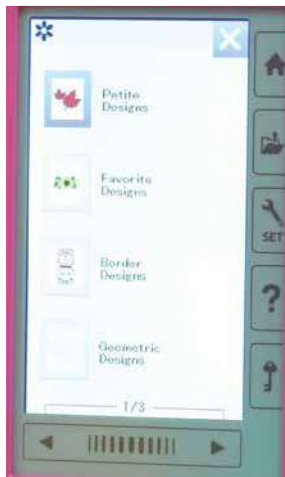 Petite
Designs
Favorite
Designs
Border
Designs
SET
?
Geometric
Designs
1/3